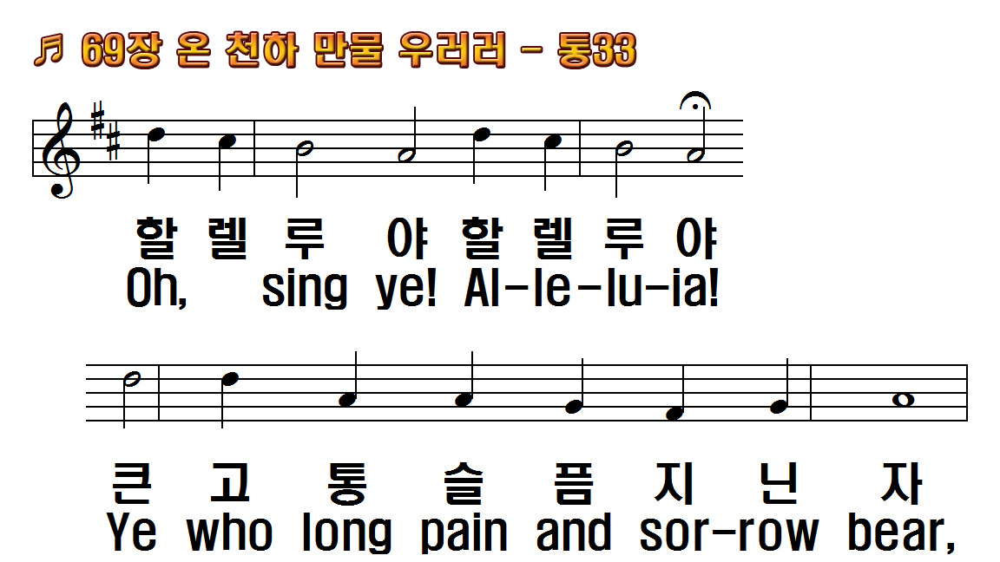 69장 온 천하 만물 우러러 - 통33
할 렐 루 야 할 렐 루 야
Oh, sing ye! Al-le-lu-ia!
큰 고 통 슬 픔 지 닌 자
Ye who long pain and sor-row bear,